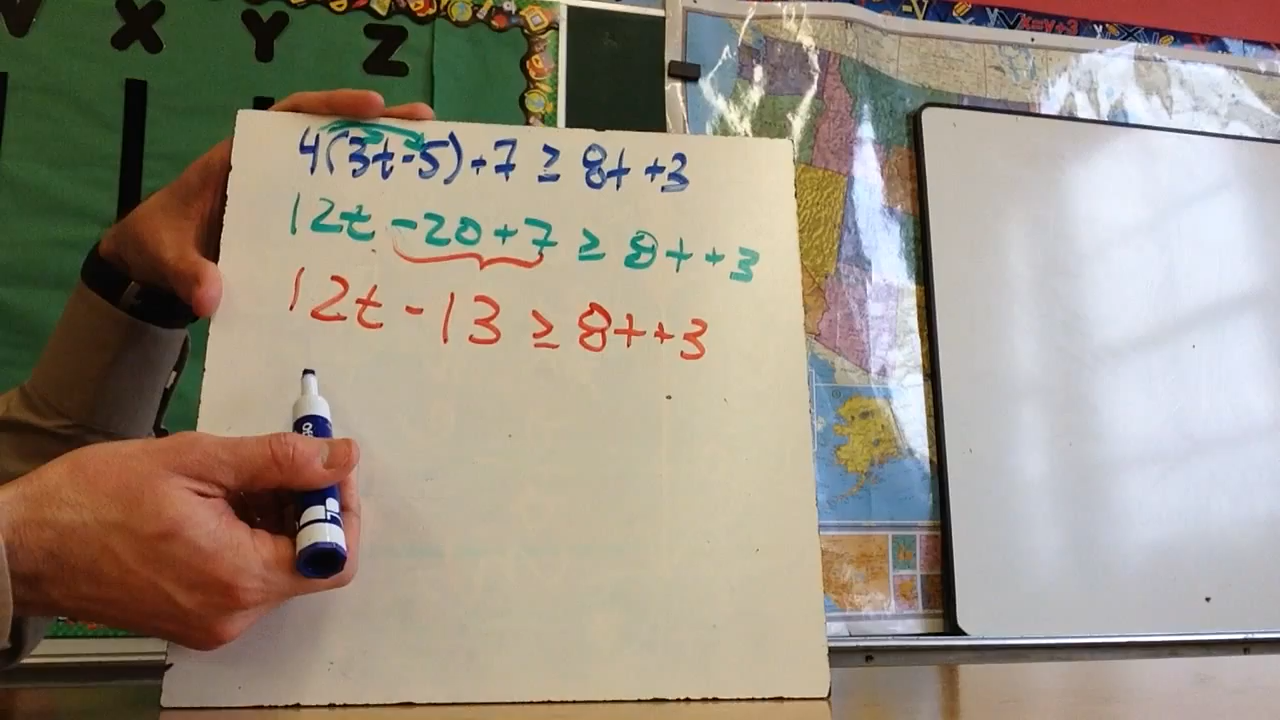 V X Y Z
4(3t-5)+7 ≥ 8t+3
12t-20+7 ≥ 8t+3
12t-13 ≥ 8t+3